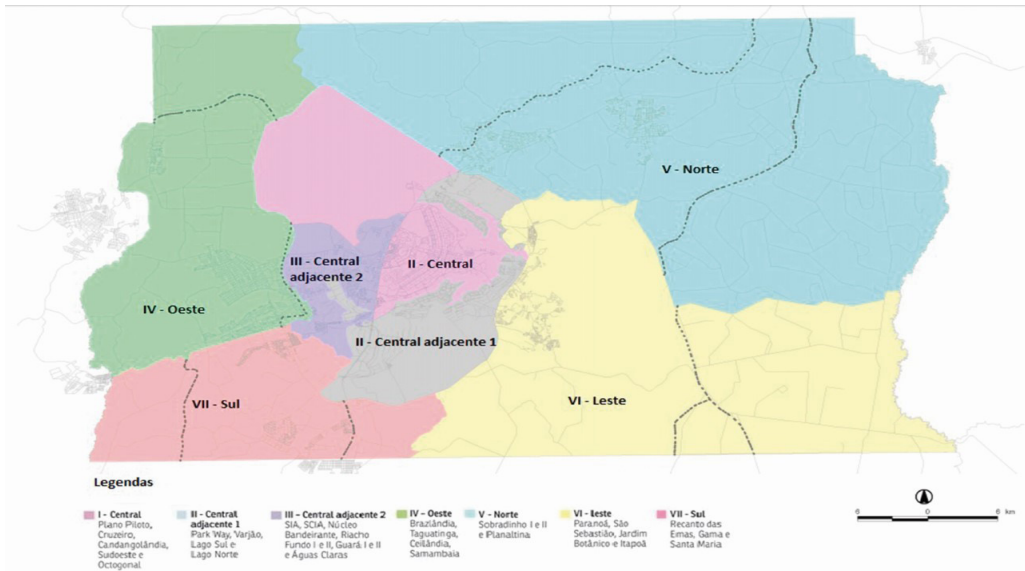 V - Norte
III - Central
adjacente 2
II - Central
IV - Oeste
II - Central adjacente 1
VII - Sul
VI - Leste
Legendas
I - Central
Plano Piloto,
Cruzeiro,
Candangolândia,
Sudoeste e
Octogonal
II - Central
adjacente 1
Park Way, Varjão,
Lago Sul e
Lago Norte
III - Central adjacente 2
SIA, SCIA, Núcleo
Bandeirante, Riacho
Fundo I e II, Guará I e II
e Águas Claras
IV - Oeste
Brazlândia,
Taguatinga,
Ceilândia,
Samambaia
V - Norte
Sobradinho I e II
e Planaltina
VI - leste
Paranoá, São
Sebastião, Jardim
Botânico e Itapoã
VII - Sul
Recanto das
Emas, Gama e
Santa Maria
6 0 6 km